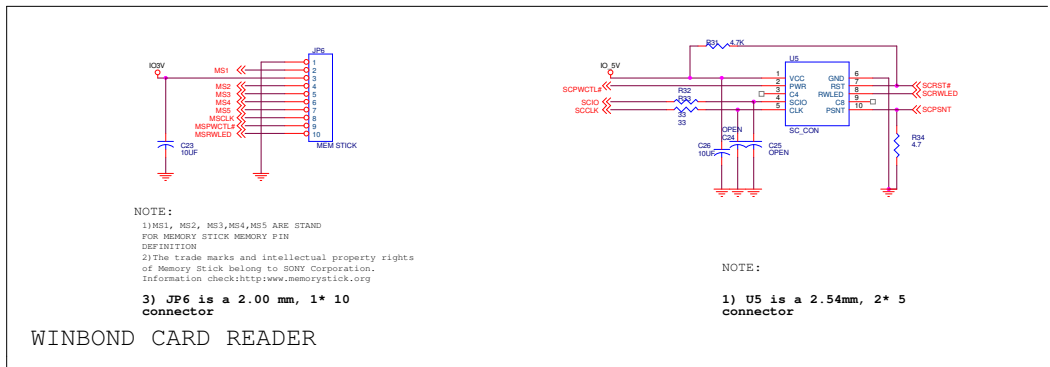 JP6
IO3V
MS1
MS2
MS3
MS4
MS5
MSCLK
MSPWCTL#
MSRWLED
1
2
3
4
5
6
7
8
9
10
MEM STICK
C23
10UF
NOTE:
1)MS1, MS2, MS3,MS4,MS5 ARE STAND
FOR MEMORY STICK MEMORY PIN
DEFINITION
2)The trade marks and intellectual property rights
of Memory Stick belong to SONY Corporation.
Information check:http:www.memorystick.org
3) JP6 is a 2.00 mm, 1* 10
connector
R31 4.7K
IO_5V
U5
SCPWCTL#
SCIO
SCCLK
R32
R33
33
33
1 VCC GND 6
2 PWR RST 7
3 C4 RWLED 8
4 SCIO C8 9
5 CLK PSNT 10
SC_CON
SCRST#
SCRWLED
SCPSNT
OPEN
C24
C26
10UF
C25
OPEN
R34
4.7
NOTE:
1) U5 is a 2.54mm, 2* 5
connector
WINBOND CARD READER